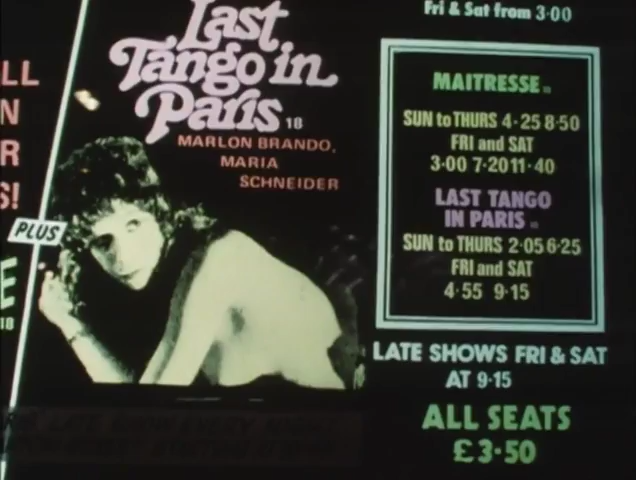 LL
N
R
S!
PLUS
E
18
Last
Tango in
Paris 18
MARLON BRANDO,
MARIA
SCHNEIDER
Fri & Sat from 3·00
MAITRESSE 18
SUN to THURS 4·25 8·50
FRI and SAT
3·00 7·20 11·40
LAST TANGO
IN PARIS 18
SUN to THURS 2·05 6·25
FRI and SAT
4·55 9·15
LATE SHOWS FRI & SAT
AT 9·15
ALL SEATS
£3·50